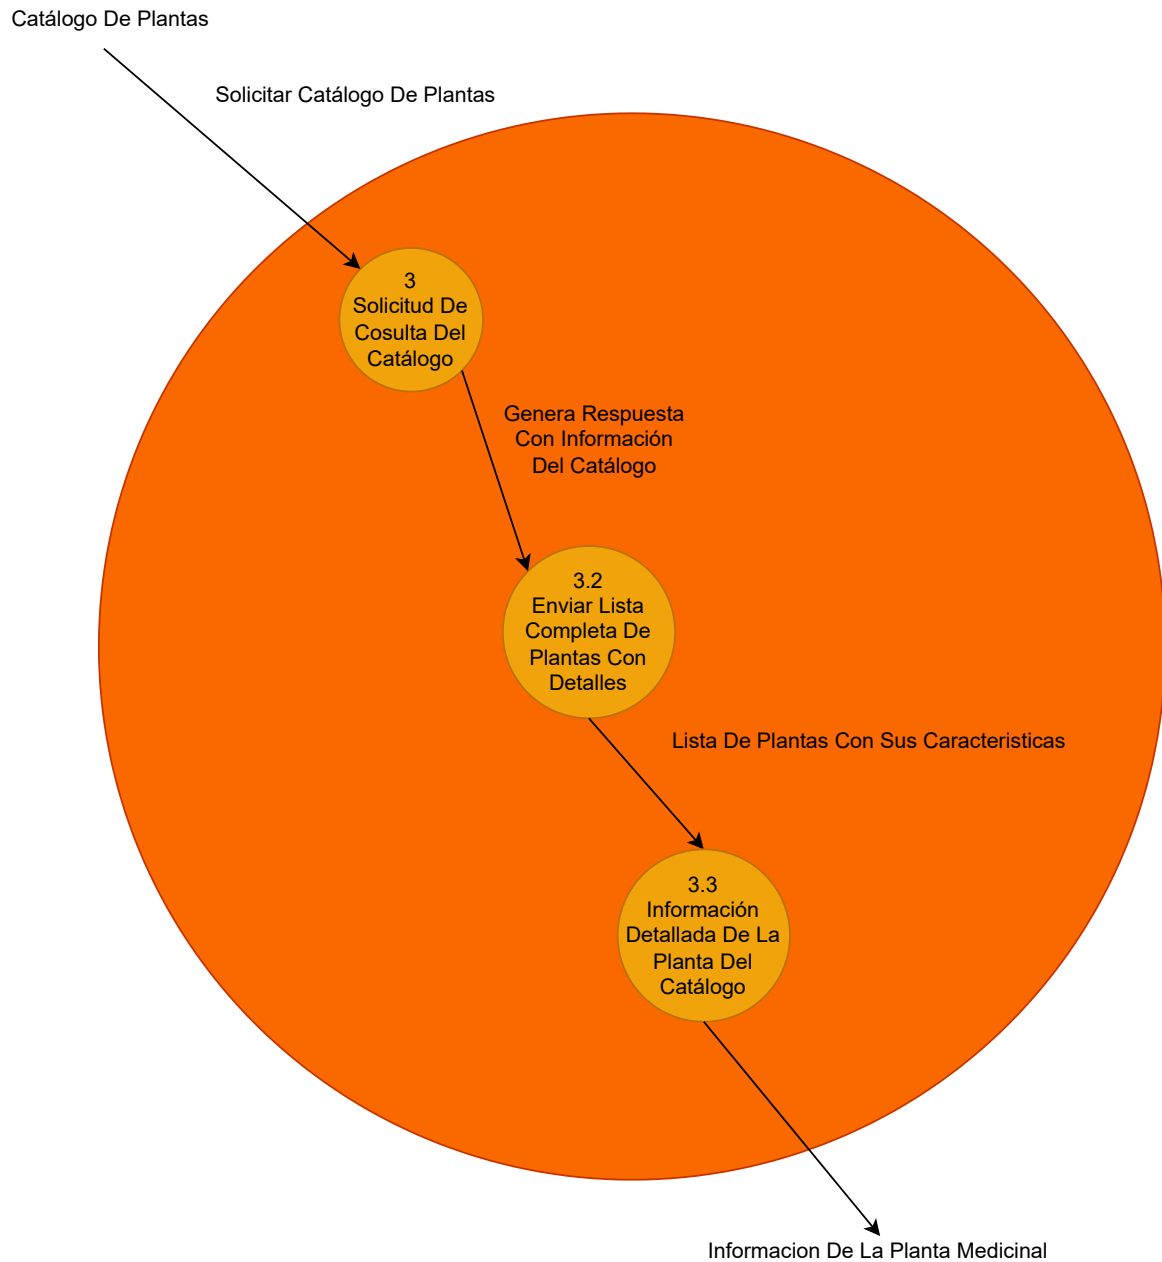 Catálogo De Plantas
Solicitar Catálogo De Plantas
3
Solicitud De
Cosulta Del
Catálogo
Genera Respuesta
Con Información
Del Catálogo
3.2
Enviar Lista
Completa De
Plantas Con
Detalles
Lista De Plantas Con Sus Caracteristicas
3.3
Información
Detallada De La
Planta Del
Catálogo
Informacion De La Planta Medicinal